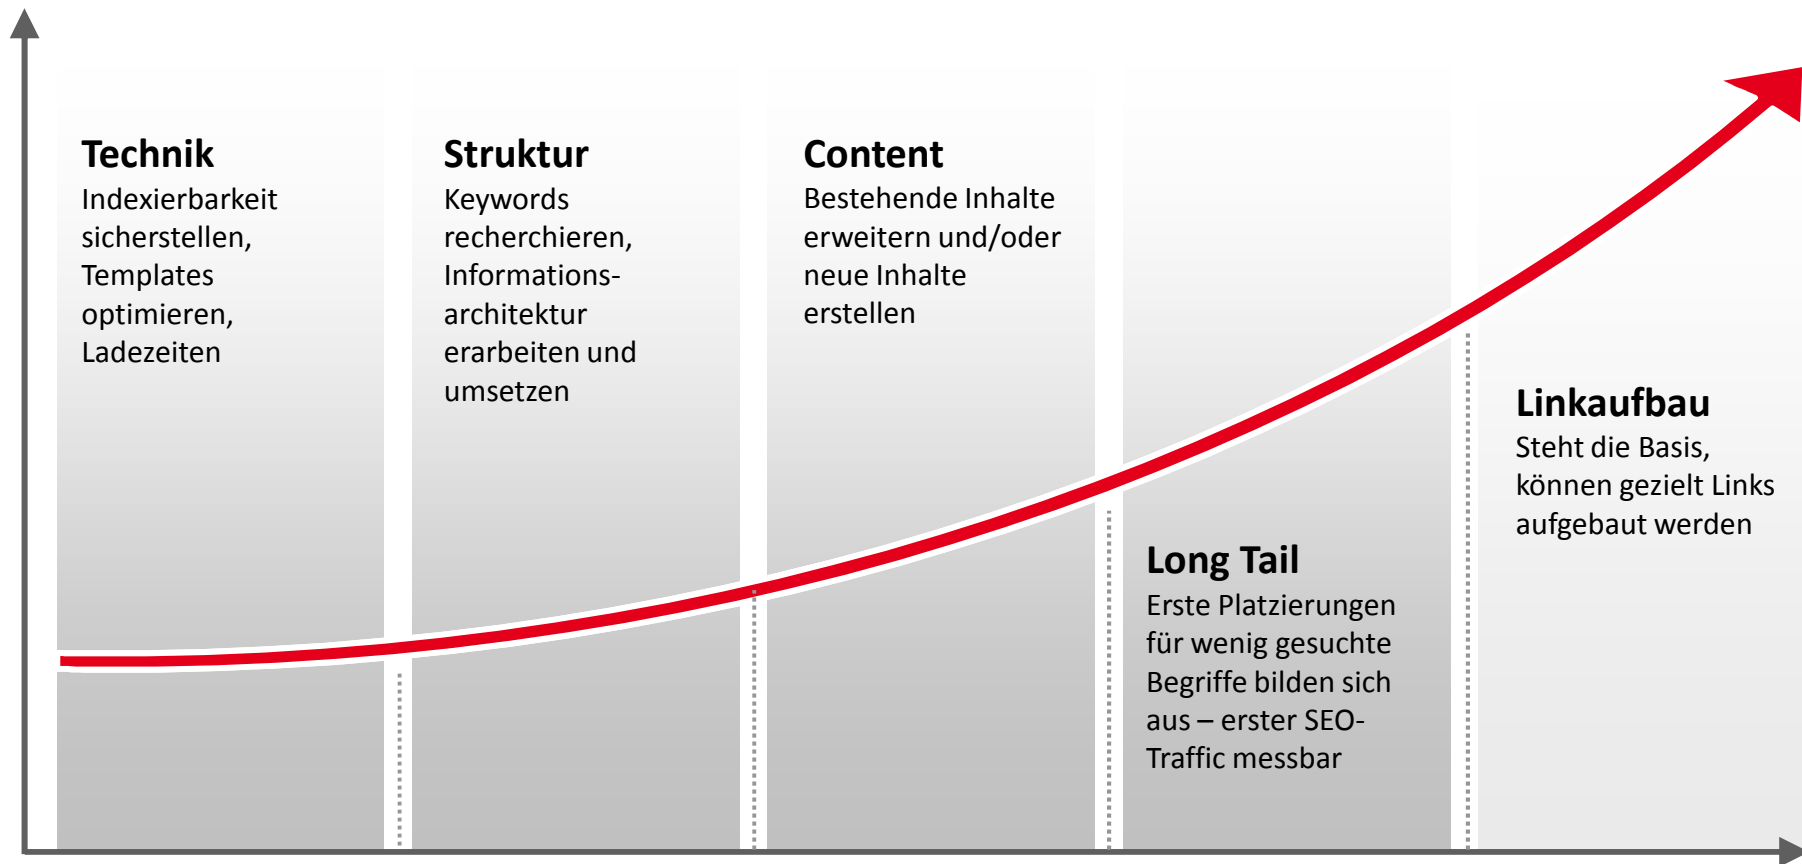 Technik
Indexierbarkeit
sicherstellen,
Templates
optimieren,
Ladezeiten
Struktur
Keywords
recherchieren,
Informations-
architektur
erarbeiten und
umsetzen
Content
Bestehende Inhalte
erweitern und/oder
neue Inhalte
erstellen
Long Tail
Erste Platzierungen
für wenig gesuchte
Begriffe bilden sich
aus – erster SEO-
Traffic messbar
Linkaufbau
Steht die Basis,
können gezielt Links
aufgebaut werden